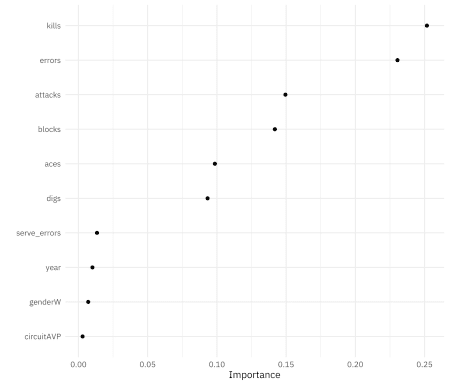 kills
errors
attacks
blocks
aces
digs
serve_errors
year
genderW
circuitAVP
0.00 0.05 0.10 0.15 0.20 0.25
Importance